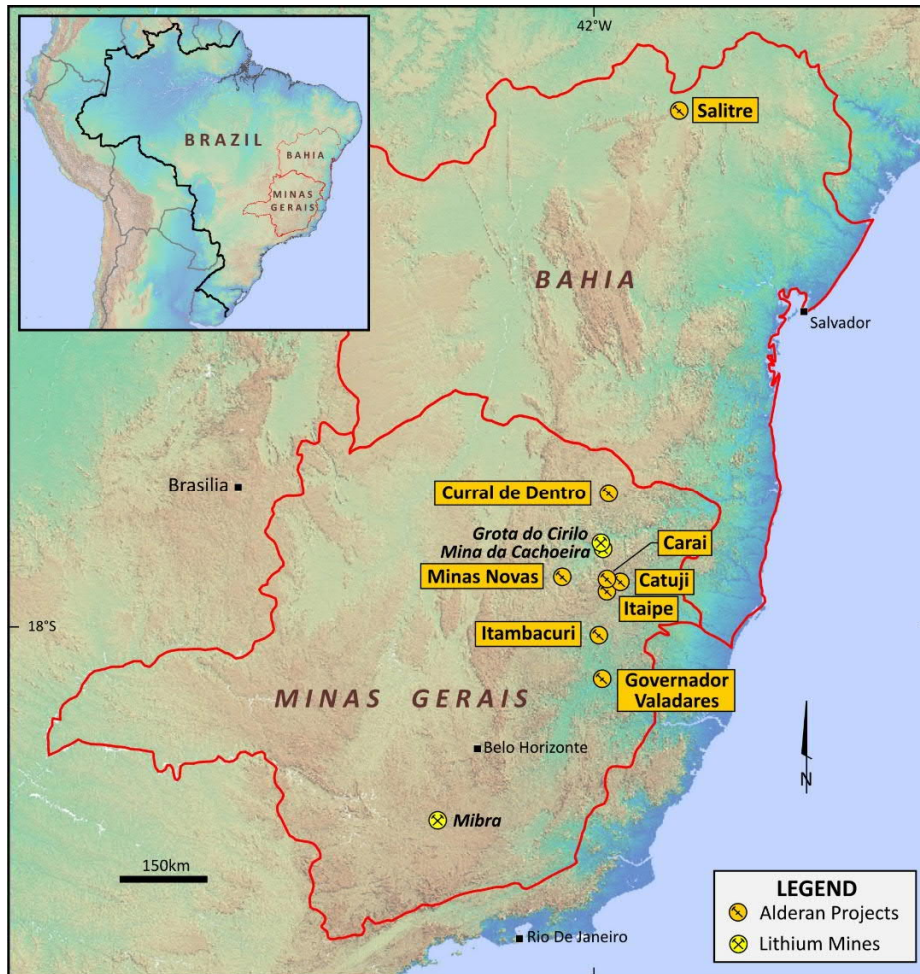 42°W
BRAZIL
BAHIA
MINAS
GERAIS
Salitre
BAHIA
Salvador
Brasilia
Curral de Dentro
Grota do Cirilo
Mina da Cachoeira
Carai
Minas Novas
Catuji
Itaipe
18°S
Itambacuri
MINAS GERAIS
Governador
Valadares
Belo Horizonte
N
Mibra
150km
LEGEND
Alderan Projects
Lithium Mines
Rio De Janeiro